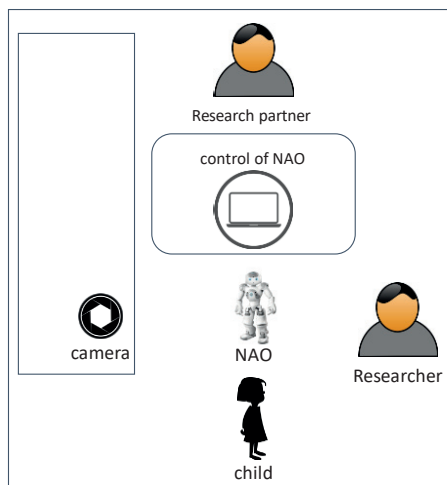 Research partner
control of NAO
camera
NAO
Researcher
child